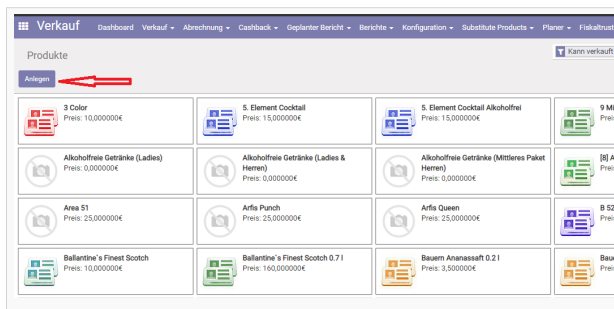 Verkauf Dashboard Verkauf Abrechnung Cashback Geplanter Bericht Berichte Konfiguration Substitute Products Planer Fiskaltrust
Produkte
Kann verkauft
Anlegen
3 Color
Preis: 10,000000€
5. Element Cocktail
Preis: 15,000000€
5. Element Cocktail Alkoholfrei
Preis: 15,000000€
Alkoholfreie Getränke (Ladies)
Preis: 0,000000€
Alkoholfreie Getränke (Ladies &
Herren)
Preis: 0,000000€
Alkoholfreie Getränke (Mittleres Paket
Herren)
Preis: 0,000000€
[8] A
Area 51
Preis: 25,000000€
Arfis Punch
Preis: 25,000000€
Arfis Queen
Preis: 25,000000€
B 52
Ballantine`s Finest Scotch
Preis: 10,000000€
Ballantine`s Finest Scotch 0.7 l
Preis: 160,000000€
Bauern Ananassaft 0.2 l
Preis: 3,500000€